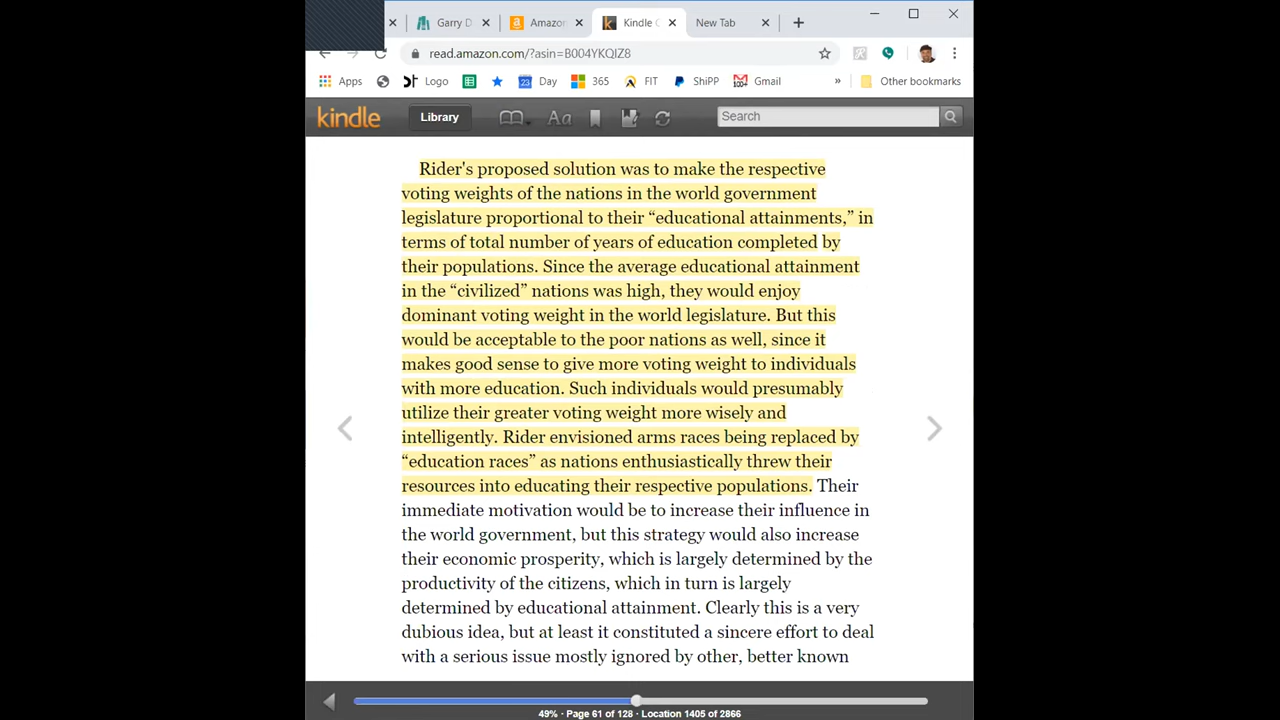 Garry D
Amazon
Kindle C
New Tab
read.amazon.com/?asin=B004YKQIZ8
Apps
Logo
23 Day
365
FIT
ShiPP
100+ Gmail
»
Other bookmarks
kindle
Library
Aa
Search
Rider's proposed solution was to make the respective
voting weights of the nations in the world government
legislature proportional to their “educational attainments,” in
terms of total number of years of education completed by
their populations. Since the average educational attainment
in the “civilized” nations was high, they would enjoy
dominant voting weight in the world legislature. But this
would be acceptable to the poor nations as well, since it
makes good sense to give more voting weight to individuals
with more education. Such individuals would presumably
utilize their greater voting weight more wisely and
intelligently. Rider envisioned arms races being replaced by
“education races” as nations enthusiastically threw their
resources into educating their respective populations. Their
immediate motivation would be to increase their influence in
the world government, but this strategy would also increase
their economic prosperity, which is largely determined by the
productivity of the citizens, which in turn is largely
determined by educational attainment. Clearly this is a very
dubious idea, but at least it constituted a sincere effort to deal
with a serious issue mostly ignored by other, better known
49% · Page 61 of 128 · Location 1405 of 2866